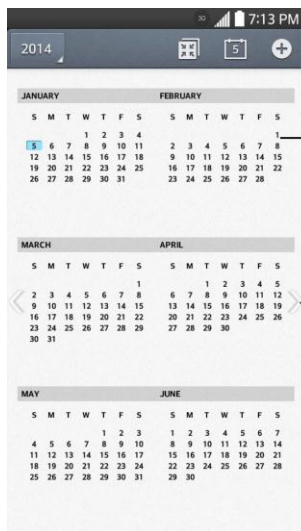 7:13 PM
2014 5
JANUARY FEBRUARY
S M T W T F S S M T W T F S
1 2 3 4 1
5 6 7 8 9 10 11 2 3 4 5 6 7 8
12 13 14 15 16 17 18 9 10 11 12 13 14 15
19 20 21 22 23 24 25 16 17 18 19 20 21 22
26 27 28 29 30 31 23 24 25 26 27 28
MARCH APRIL
S M T W T F S S M T W T F S
1 1 2 3 4 5
2 3 4 5 6 7 8 6 7 8 9 10 11 12
9 10 11 12 13 14 15 13 14 15 16 17 18 19
16 17 18 19 20 21 22 20 21 22 23 24 25 26
23 24 25 26 27 28 29 27 28 29 30
30 31
MAY JUNE
S M T W T F S S M T W T F S
1 2 3 1 2 3 4 5 6 7
4 5 6 7 8 9 10 8 9 10 11 12 13 14
11 12 13 14 15 16 17 15 16 17 18 19 20 21
18 19 20 21 22 23 24 22 23 24 25 26 27 28
25 26 27 28 29 30 31 29 30